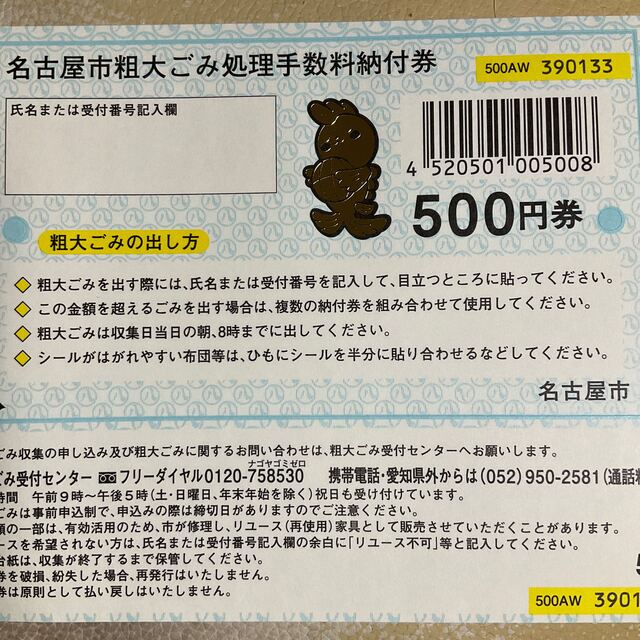 名古屋市粗大ごみ処理手数料納付券
500AW 390133
氏名または受付番号記入欄
4 520501 005008
500円券
粗大ごみの出し方
粗大ごみを出す際には、氏名または受付番号を記入して、目立つところに貼ってください。
この金額を超えるごみを出す場合は、複数の納付券を組み合わせて使用してください。
粗大ごみは収集日当日の朝、8時までに出してください。
シールがはがれやすい布団等は、ひもにシールを半分に貼り合わせるなどしてください。
名古屋市
ごみ収集の申し込み及び粗大ごみに関するお問い合わせは、粗大ごみ受付センターへお願いします。
ナゴヤゴミゼロ
ごみ受付センター フリーダイヤル0120-758530 携帯電話・愛知県外からは(052)950-2581(通話料
時間 午前9時〜午後5時(土・日曜日、年末年始を除く)祝日も受け付けています。
ごみは事前申込制で、申込みの際は締切日がありますのでご注意ください。
類の一部は、有効活用のため、市が修理し、リユース(再使用)家具として販売させていただくことがあります。
ースを希望されない方は、氏名または受付番号記入欄の余白に「リユース不可」等と記入してください。
台紙は、収集が終了するまで保管してください。
券を破損、紛失した場合、再発行はいたしません。
券は原則として払い戻しはいたしません。
500AW 3901